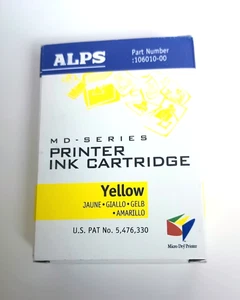 ALPS
Part Number
:106010-00
MD-SERIES
PRINTER
INK CARTRIDGE
Yellow
JAUNE•GIALLO•GELB
•AMARILLO
U.S. PAT No. 5,476,330
Micro Dry Printer